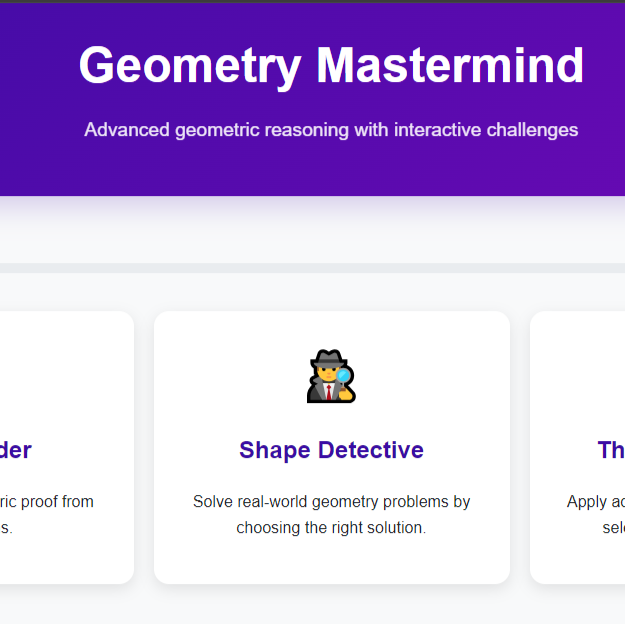 Geometry Mastermind
Advanced geometric reasoning with interactive challenges
der
ric proof from
s.
Shape Detective
Solve real-world geometry problems by
choosing the right solution.
Th
Apply ad
sele